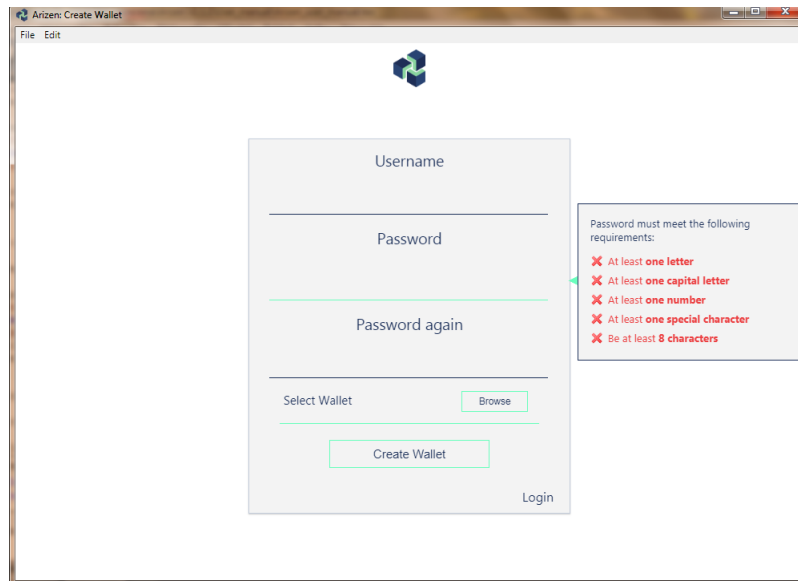 Arizen: Create Wallet
File Edit
Username
Password
Password must meet the following
requirements:
At least one letter
At least one capital letter
At least one number
At least one special character
Be at least 8 characters
Password again
Select Wallet
Browse
Create Wallet
Login